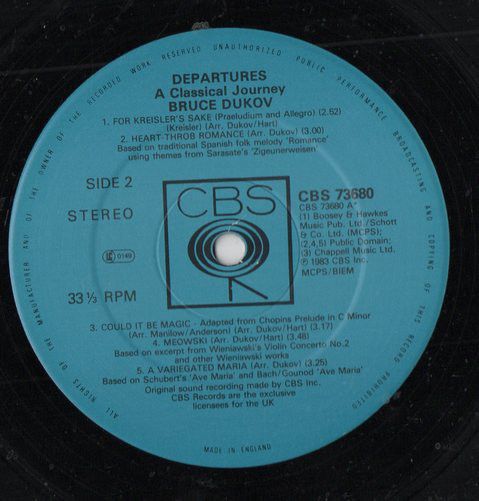 ALL RIGHTS OF THE MANUFACTURER AND OF THE OWNER OF THE RECORDED WORK RESERVED UNAUTHORIZED PUBLIC PERFORMANCE BROADCASTING AND COPYING OF THIS RECORD PROHIBITED
DEPARTURES
A Classical Journey
BRUCE DUKOV
1. FOR KREISLER'S SAKE (Praeludium and Allegro) (2.62)
(Kreisler) (Arr. Dukov/Hart)
2. HEART-THROB ROMANCE (Arr. Dukov) (3.00)
Based on traditional Spanish folk melody 'Romance'
using themes from Sarasate's 'Zigeunerweisen'
SIDE 2
STEREO
0149
33⅓ RPM
CBS
CBS 73680
CBS 73680 A*
(1) Boosey & Hawkes
Music Pub. Ltd./Schott
& Co. Ltd. (MCPS);
(2,4,5) Public Domain;
(3) Chappell Music Ltd.
℗1983 CBS Inc.
MCPS/BIEM
3. COULD IT BE MAGIC - Adapted from Chopins Prelude in C Minor
(Arr. Manilow/Anderson) (Arr. Dukov/Hart) (3.17)
4. MEOWSKI (Arr. Dukov/Hart) (3.48)
Based on excerpt from Wieniawski's Violin Concerto No.2
and other Wieniawski works
5. A VARIEGATED MARIA (Arr. Dukov) (3.25)
Based on Schubert's 'Ave Maria' and Bach/Gounod 'Ave Maria'
Original sound recording made by CBS Inc.
CBS Records are the exclusive
licensees for the UK
MADE IN ENGLAND